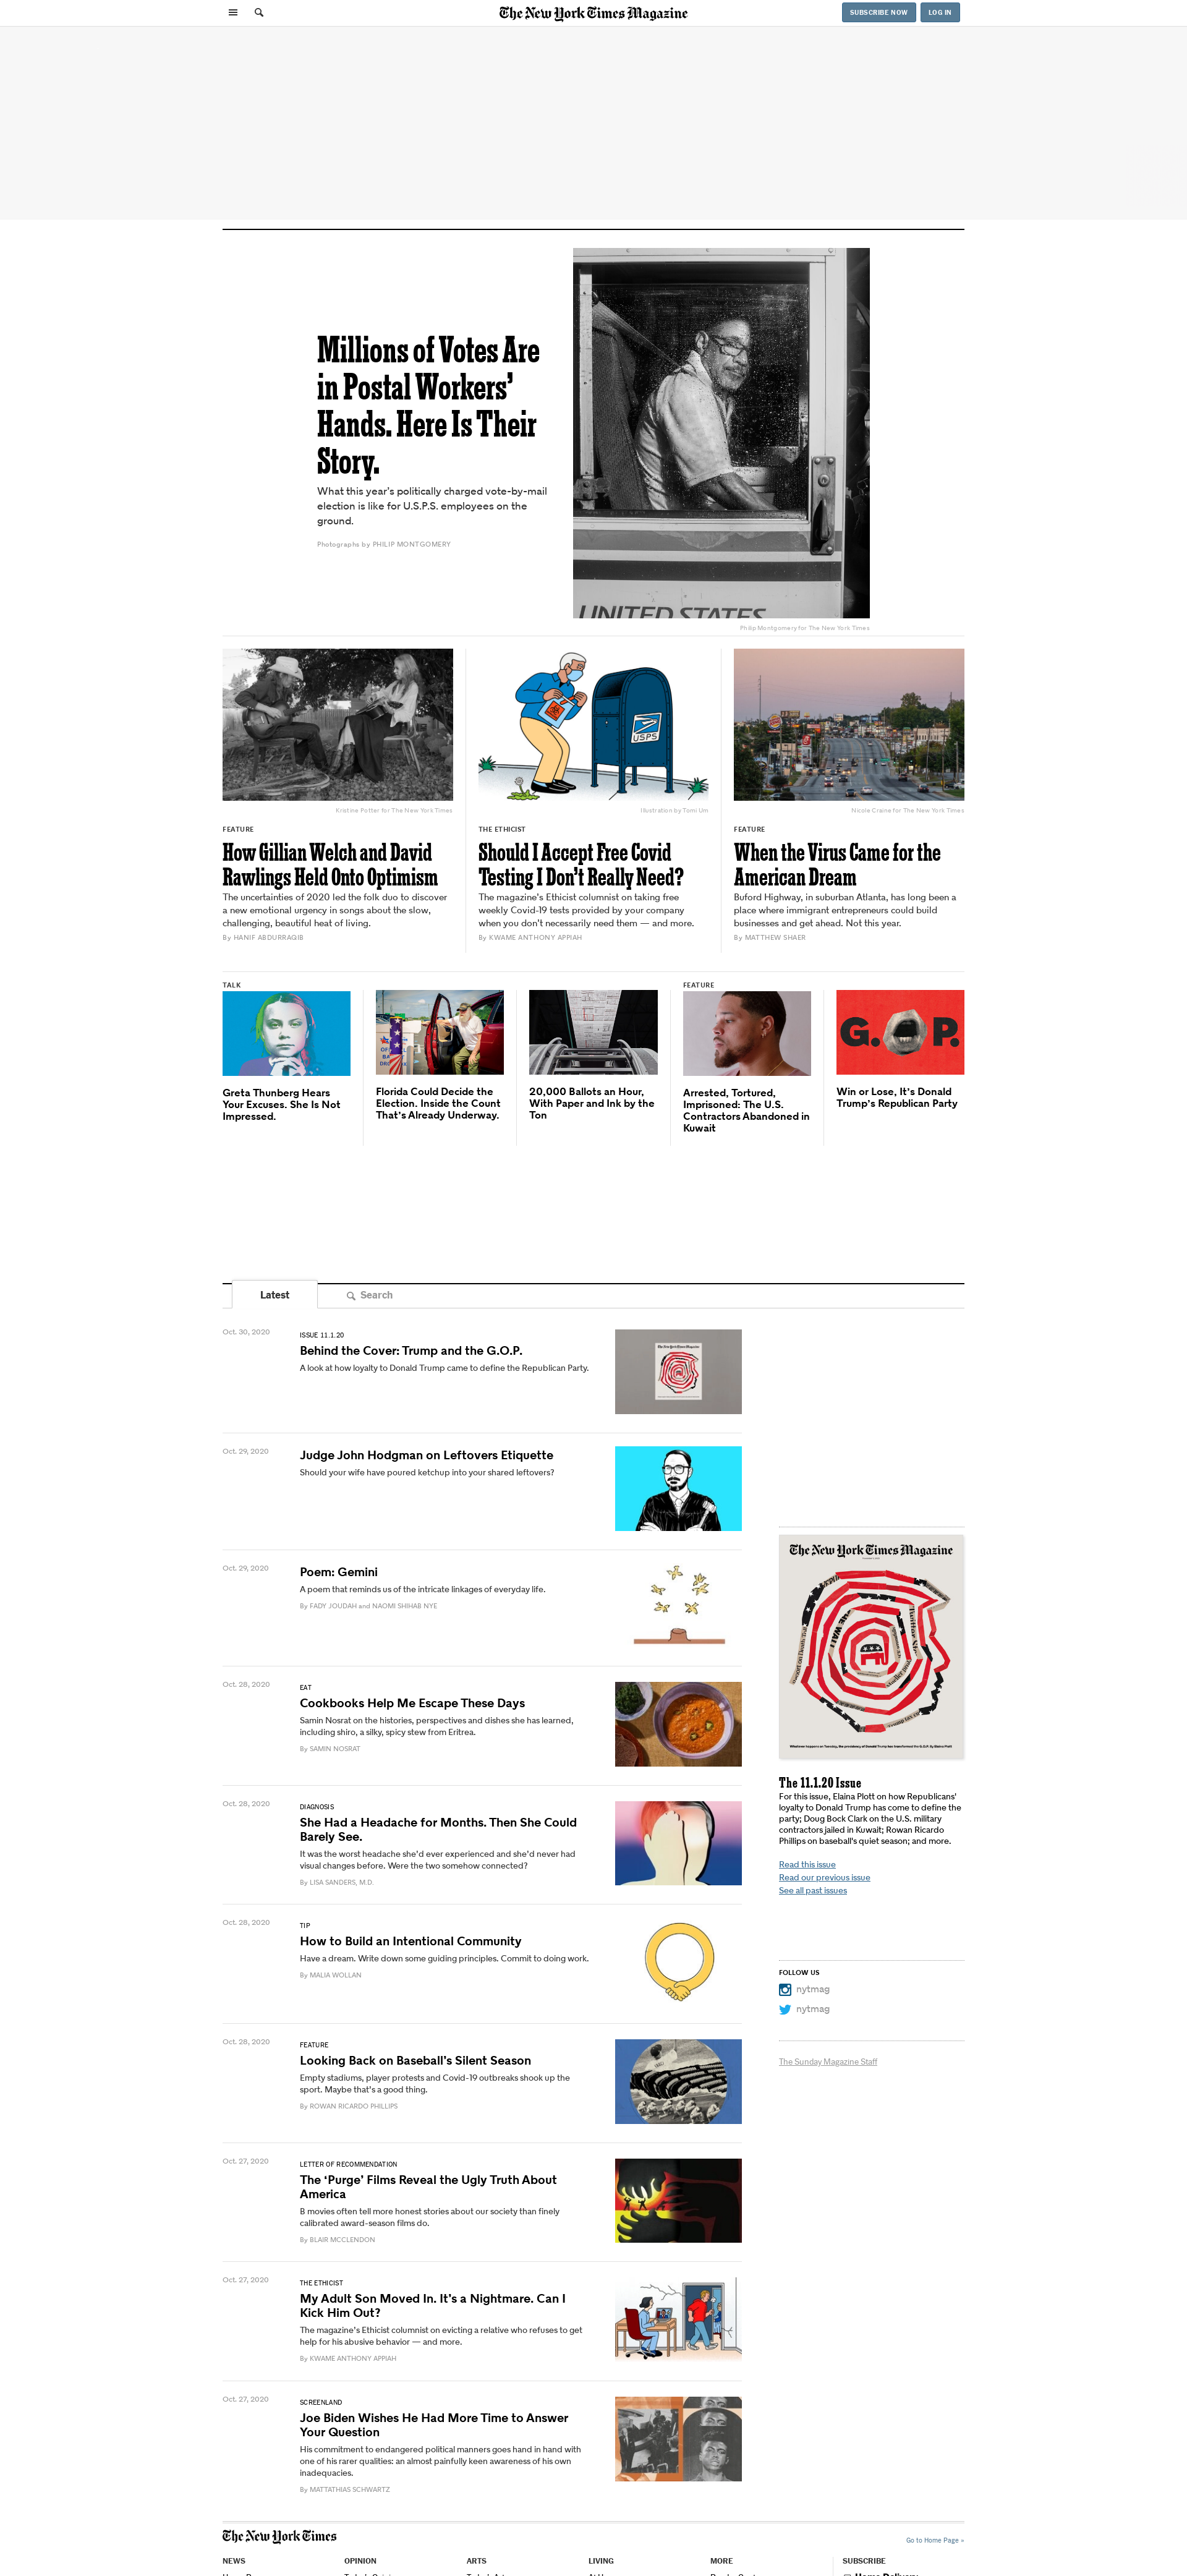 The New York Times Magazine
SUBSCRIBE NOW
LOG IN
Millions of Votes Are
in Postal Workers'
Hands. Here Is Their
Story.
What this year's politically charged vote-by-mail
election is like for U.S.P.S. employees on the
ground.
Photographs by PHILIP MONTGOMERY
UNITED STATES
Philip Montgomery for The New York Times
Kristine Potter for The New York Times
FEATURE
How Gillian Welch and David
Rawlings Held Onto Optimism
The uncertainties of 2020 led the folk duo to discover
a new emotional urgency in songs about the slow,
challenging, beautiful heat of living.
By HANIF ABDURRAQIB
USPS
Illustration by Tomi Um
THE ETHICIST
Should I Accept Free Covid
Testing I Don't Really Need?
The magazine's Ethicist columnist on taking free
weekly Covid-19 tests provided by your company
when you don't necessarily need them — and more.
By KWAME ANTHONY APPIAH
Nicole Craine for The New York Times
FEATURE
When the Virus Came for the
American Dream
Buford Highway, in suburban Atlanta, has long been a
place where immigrant entrepreneurs could build
businesses and get ahead. Not this year.
By MATTHEW SHAER
TALK
Greta Thunberg Hears
Your Excuses. She Is Not
Impressed.
Florida Could Decide the
Election. Inside the Count
That's Already Underway.
20,000 Ballots an Hour,
With Paper and Ink by the
Ton
FEATURE
Arrested, Tortured,
Imprisoned: The U.S.
Contractors Abandoned in
Kuwait
G.O.P.
Win or Lose, It's Donald
Trump's Republican Party
Latest
Search
Oct. 30, 2020
ISSUE 11.1.20
Behind the Cover: Trump and the G.O.P.
A look at how loyalty to Donald Trump came to define the Republican Party.
The New York Times Magazine
Oct. 29, 2020
Judge John Hodgman on Leftovers Etiquette
Should your wife have poured ketchup into your shared leftovers?
Oct. 29, 2020
Poem: Gemini
A poem that reminds us of the intricate linkages of everyday life.
By FADY JOUDAH and NAOMI SHIHAB NYE
Oct. 28, 2020
EAT
Cookbooks Help Me Escape These Days
Samin Nosrat on the histories, perspectives and dishes she has learned,
including shiro, a silky, spicy stew from Eritrea.
By SAMIN NOSRAT
Oct. 28, 2020
DIAGNOSIS
She Had a Headache for Months. Then She Could
Barely See.
It was the worst headache she'd ever experienced and she'd never had
visual changes before. Were the two somehow connected?
By LISA SANDERS, M.D.
Oct. 28, 2020
TIP
How to Build an Intentional Community
Have a dream. Write down some guiding principles. Commit to doing work.
By MALIA WOLLAN
Oct. 28, 2020
FEATURE
Looking Back on Baseball's Silent Season
Empty stadiums, player protests and Covid-19 outbreaks shook up the
sport. Maybe that's a good thing.
By ROWAN RICARDO PHILLIPS
Oct. 27, 2020
LETTER OF RECOMMENDATION
The 'Purge' Films Reveal the Ugly Truth About
America
B movies often tell more honest stories about our society than finely
calibrated award-season films do.
By BLAIR MCCLENDON
Oct. 27, 2020
THE ETHICIST
My Adult Son Moved In. It's a Nightmare. Can I
Kick Him Out?
The magazine's Ethicist columnist on evicting a relative who refuses to get
help for his abusive behavior — and more.
By KWAME ANTHONY APPIAH
Oct. 27, 2020
SCREENLAND
Joe Biden Wishes He Had More Time to Answer
Your Question
His commitment to endangered political manners goes hand in hand with
one of his rarer qualities: an almost painfully keen awareness of his own
inadequacies.
By MATTATHIAS SCHWARTZ
The New York Times Magazine
THE WALL
Whatever happens on Tuesday, the presidency of Donald Trump has transformed the G.O.P. By Elaina Plott
The 11.1.20 Issue
For this issue, Elaina Plott on how Republicans'
loyalty to Donald Trump has come to define the
party; Doug Bock Clark on the U.S. military
contractors jailed in Kuwait; Rowan Ricardo
Phillips on baseball's quiet season; and more.
Read this issue
Read our previous issue
See all past issues
FOLLOW US
nytmag
nytmag
The Sunday Magazine Staff
The New York Times
Go to Home Page »
NEWS
OPINION
ARTS
LIVING
MORE
SUBSCRIBE